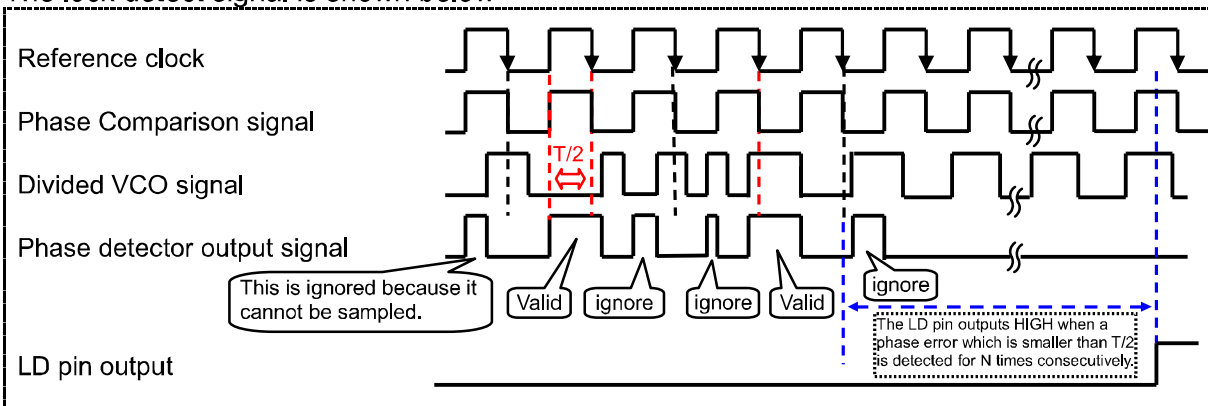 The lock detect signal is shown below
Reference clock
Phase Comparison signal
T/2
Divided VCO signal
Phase detector output signal
This is ignored because it
cannot be sampled.
Valid
ignore
ignore
Valid
ignore
The LD pin outputs HIGH when a
phase error which is smaller than T/2
is detected for N times consecutively.
LD pin output